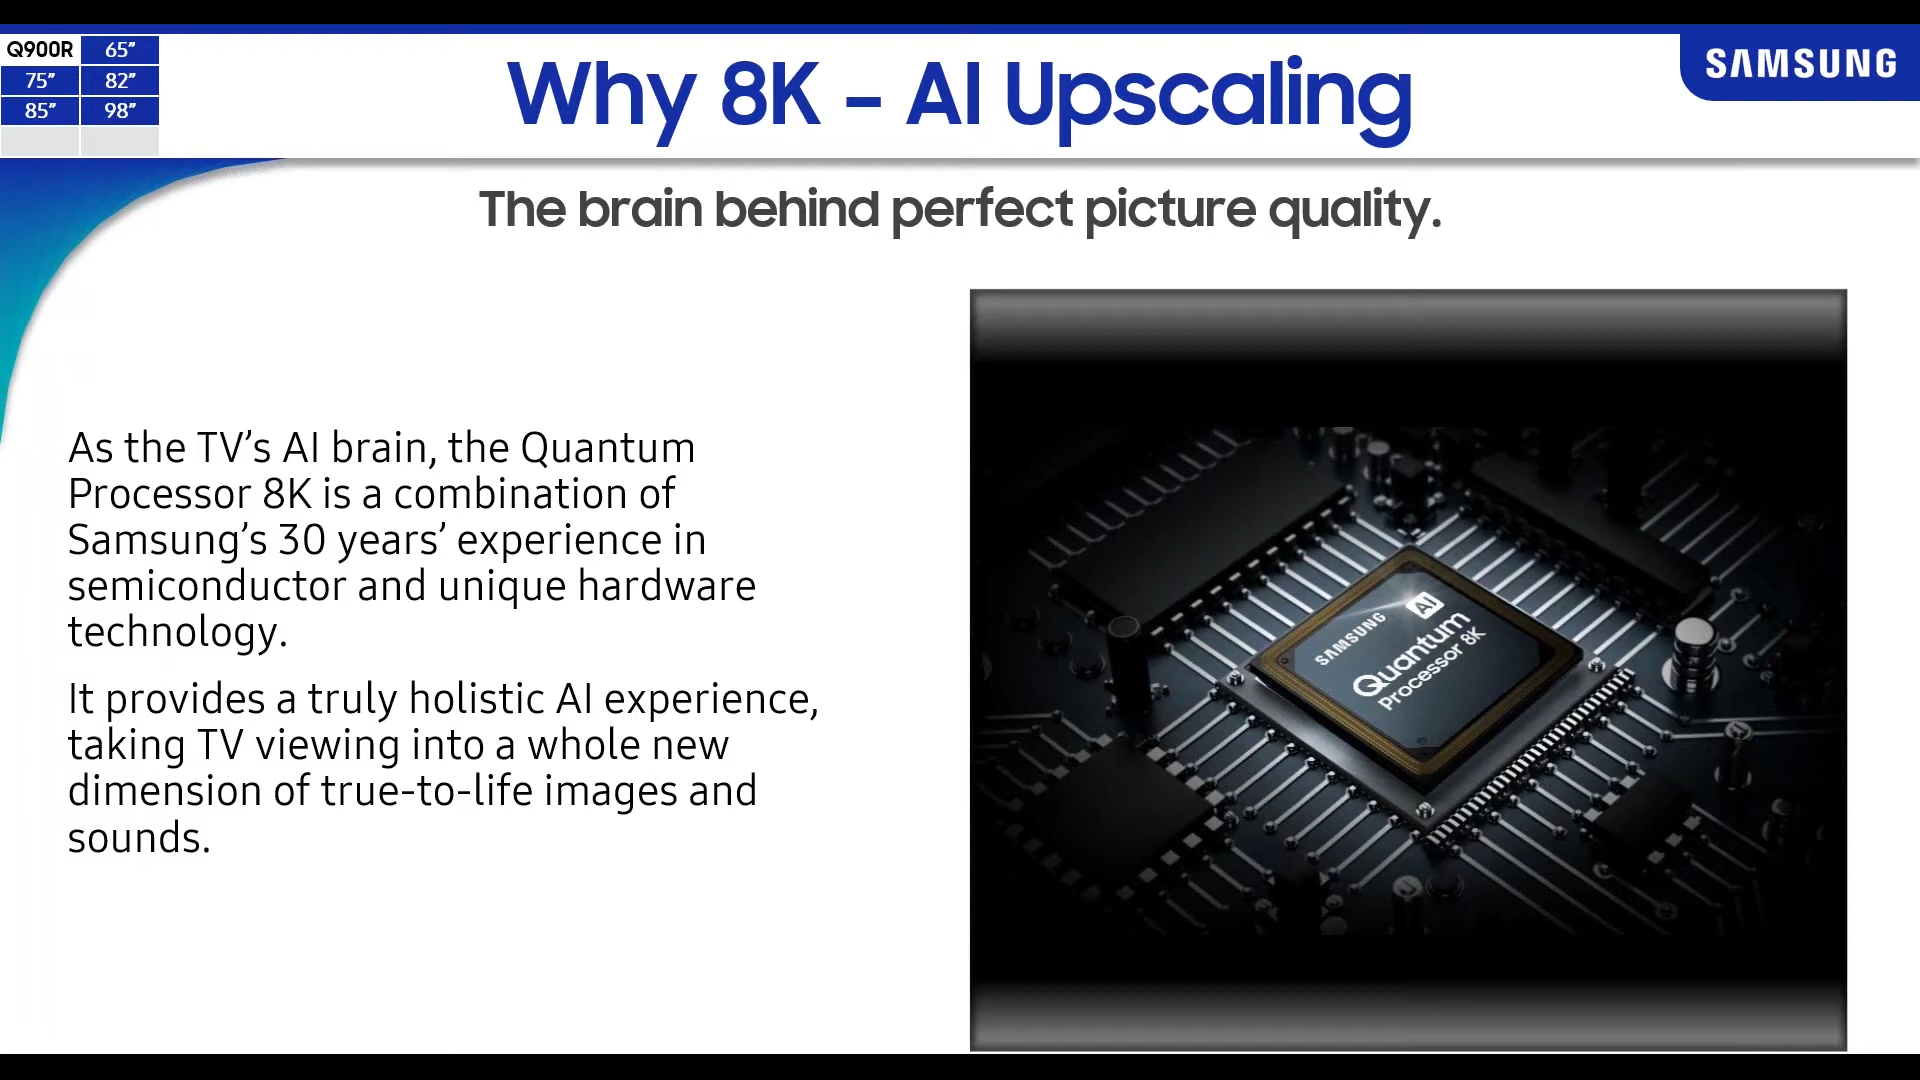 Q900R 65”
75” 82”
85” 98”
Why 8K – AI Upscaling
SAMSUNG
The brain behind perfect picture quality.
As the TV’s AI brain, the Quantum
Processor 8K is a combination of
Samsung’s 30 years’ experience in
semiconductor and unique hardware
technology.
It provides a truly holistic AI experience,
taking TV viewing into a whole new
dimension of true-to-life images and
sounds.
SAMSUNG AI
Quantum
Processor 8K